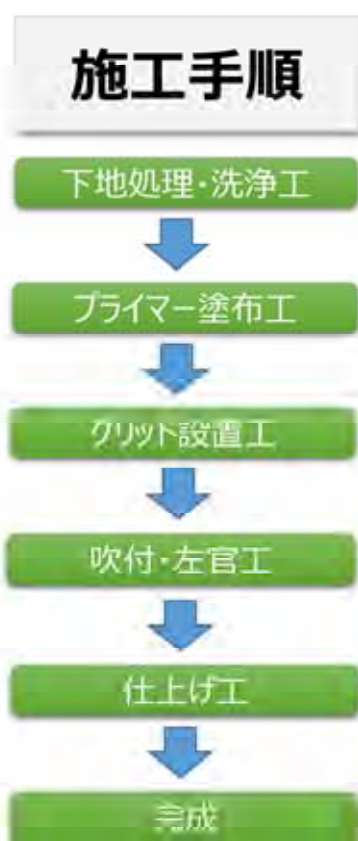 施工手順
下地処理・洗浄工
プライマー塗布工
グリット設置工
吹付・左官工
仕上げ工
完成